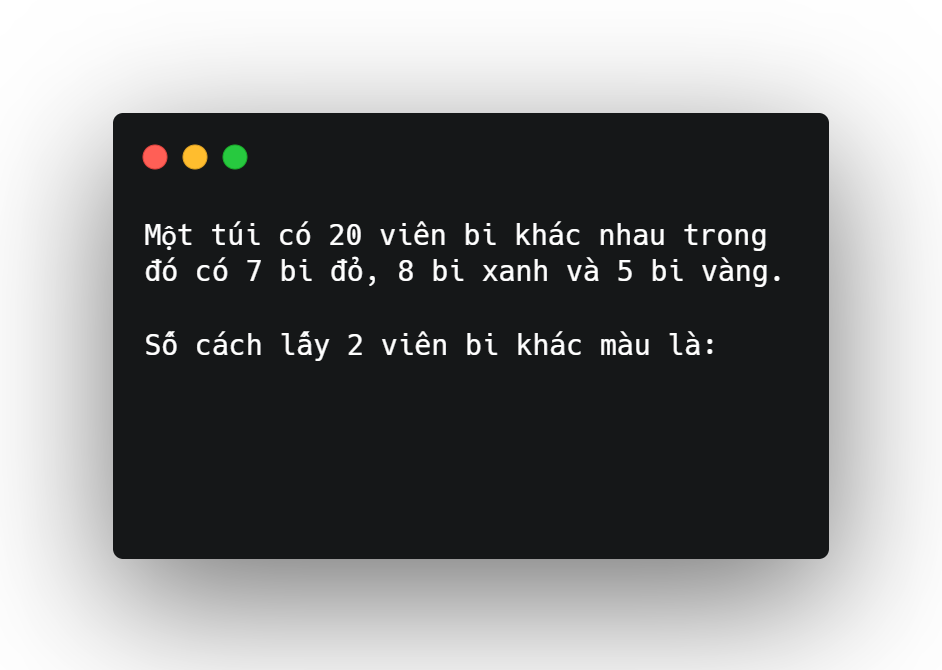 Một túi có 20 viên bi khác nhau trong
đó có 7 bi đỏ, 8 bi xanh và 5 bi vàng.
Số cách lấy 2 viên bi khác màu là: